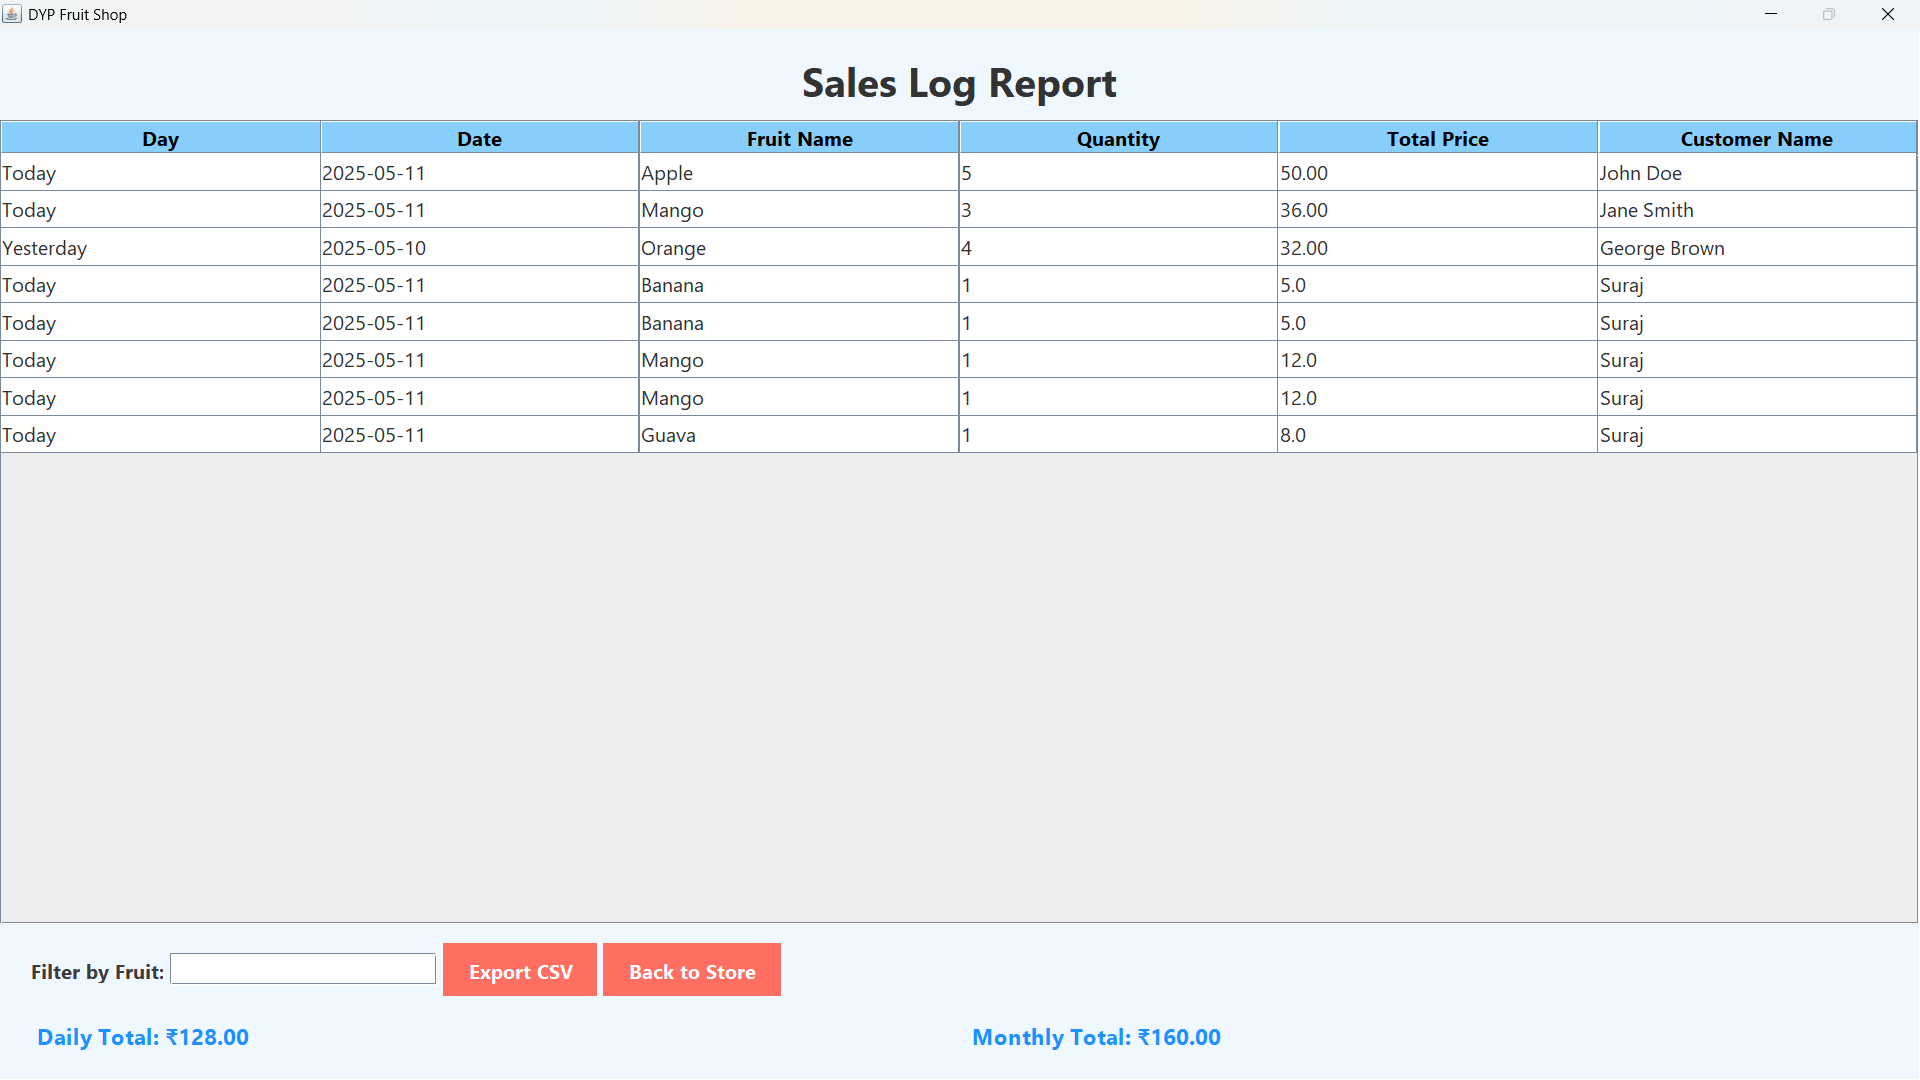 DYP Fruit Shop
Sales Log Report
Day Date Fruit Name Quantity Total Price Customer Name
Today 2025-05-11 Apple 5 50.00 John Doe
Today 2025-05-11 Mango 3 36.00 Jane Smith
Yesterday 2025-05-10 Orange 4 32.00 George Brown
Today 2025-05-11 Banana 1 5.0 Suraj
Today 2025-05-11 Banana 1 5.0 Suraj
Today 2025-05-11 Mango 1 12.0 Suraj
Today 2025-05-11 Mango 1 12.0 Suraj
Today 2025-05-11 Guava 1 8.0 Suraj
Filter by Fruit: Export CSV Back to Store
Daily Total: ₹128.00 Monthly Total: ₹160.00